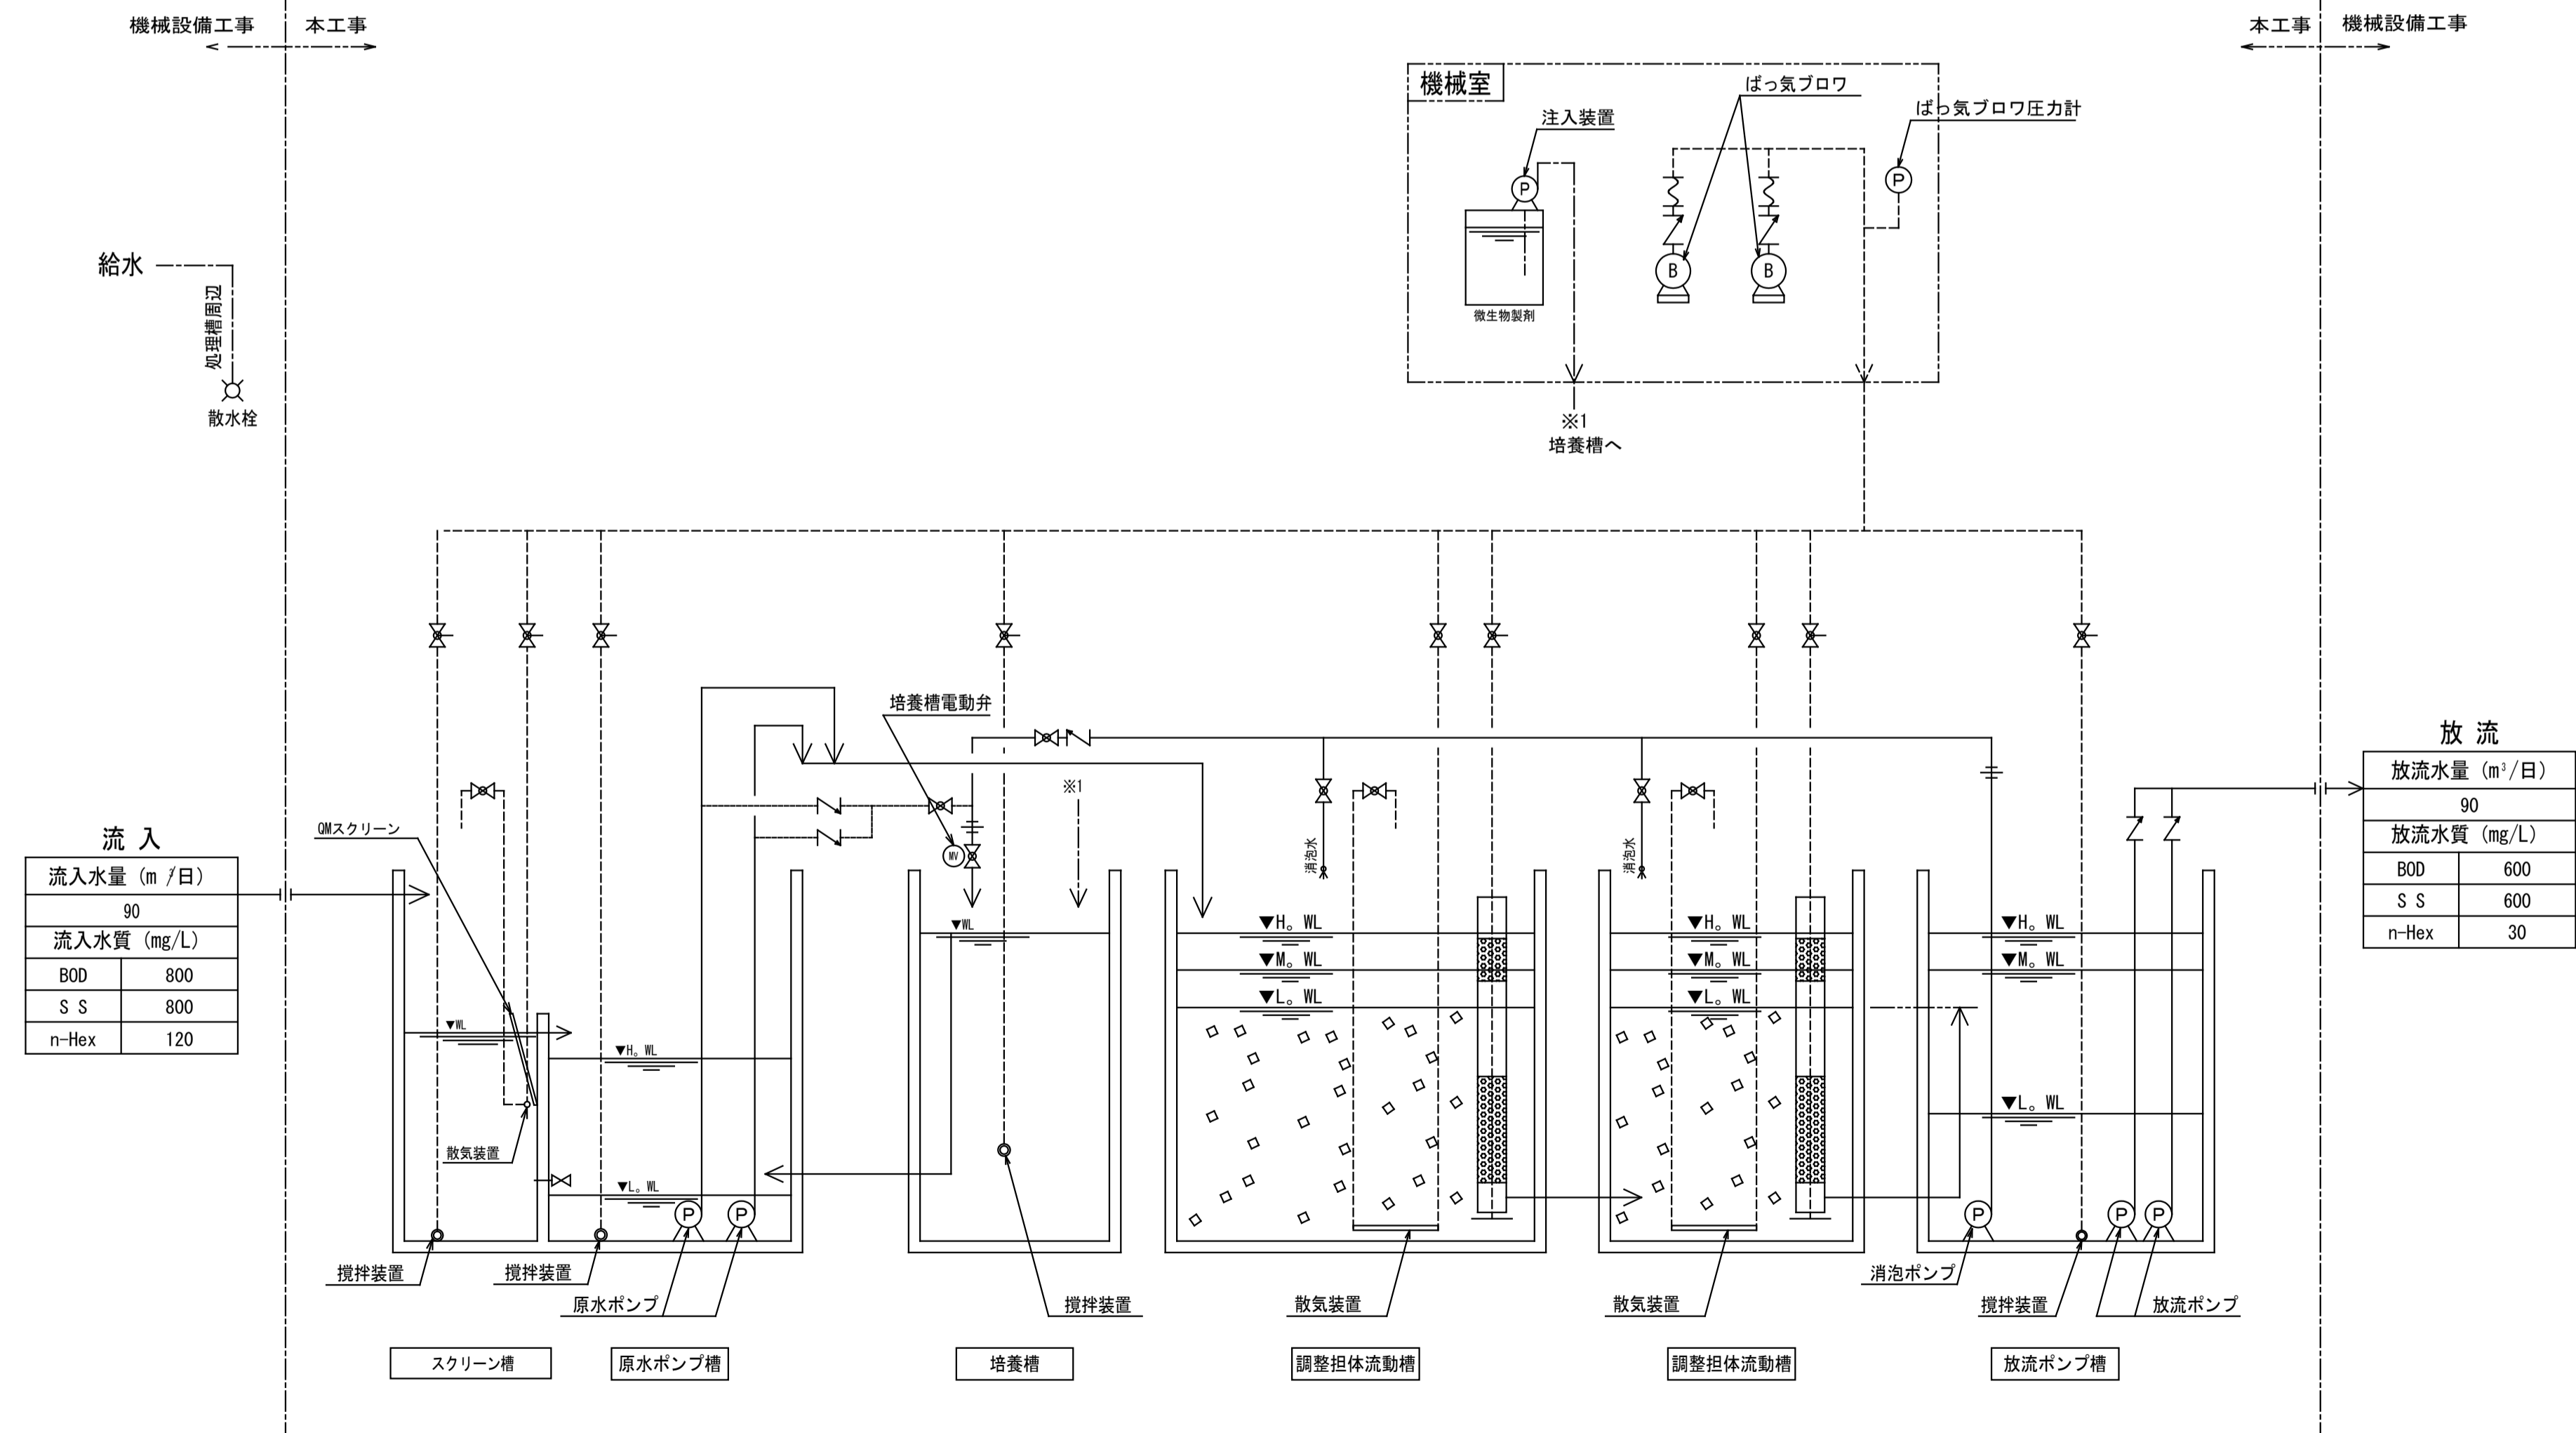 機械設備工事
本工事
本工事
機械設備工事
機械室
ばっ気ブロワ
ばっ気ブロワ圧力計
注入装置
P
P
B
B
微生物製剤
※1
培養槽へ
給水
処理槽周辺
散水栓
培養槽電動弁
MV
※1
消泡水
消泡水
QMスクリーン
流 入
流入水量（m³/日）
90
流入水質（mg/L）
BOD 800
S S 800
n-Hex 120
放 流
放流水量（m³/日）
90
放流水質（mg/L）
BOD 600
S S 600
n-Hex 30
▼WL
▼H。WL
▼L。WL
▼WL
▼H。WL
▼M。WL
▼L。WL
▼H。WL
▼M。WL
▼L。WL
▼H。WL
▼M。WL
▼L。WL
散気装置
P
P
P
P
P
撹拌装置
撹拌装置
原水ポンプ
撹拌装置
散気装置
散気装置
消泡ポンプ
撹拌装置
放流ポンプ
スクリーン槽
原水ポンプ槽
培養槽
調整担体流動槽
調整担体流動槽
放流ポンプ槽